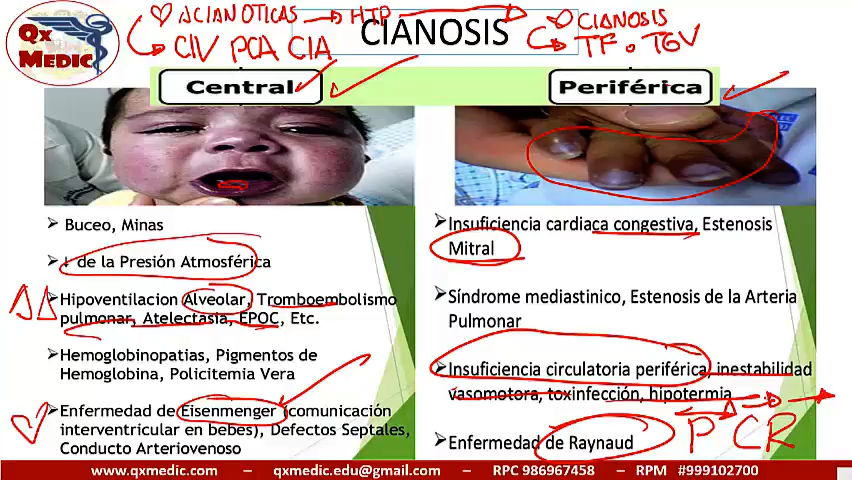 Qx
MEDIC
ACIANOTICAS HTP
CIV PCA CIA
CIANOSIS
CIANOSIS
TF . TGV
Central
Buceo, Minas
↓ de la Presión Atmosférica
Hipoventilacion Alveolar, Tromboembolismo
pulmonar, Atelectasia, EPOC, Etc.
Hemoglobinopatias, Pigmentos de
Hemoglobina, Policitemia Vera
Enfermedad de Eisenmenger (comunicación
interventricular en bebes), Defectos Septales,
Conducto Arteriovenoso
Periférica
Insuficiencia cardiaca congestiva, Estenosis
Mitral
Síndrome mediastinico, Estenosis de la Arteria
Pulmonar
Insuficiencia circulatoria periférica, inestabilidad
vasomotora, toxinfección, hipotermia
Enfermedad de Raynaud
P C R
www.qxmedic.com - qxmedic.edu@gmail.com - RPC 986967458 - RPM #999102700